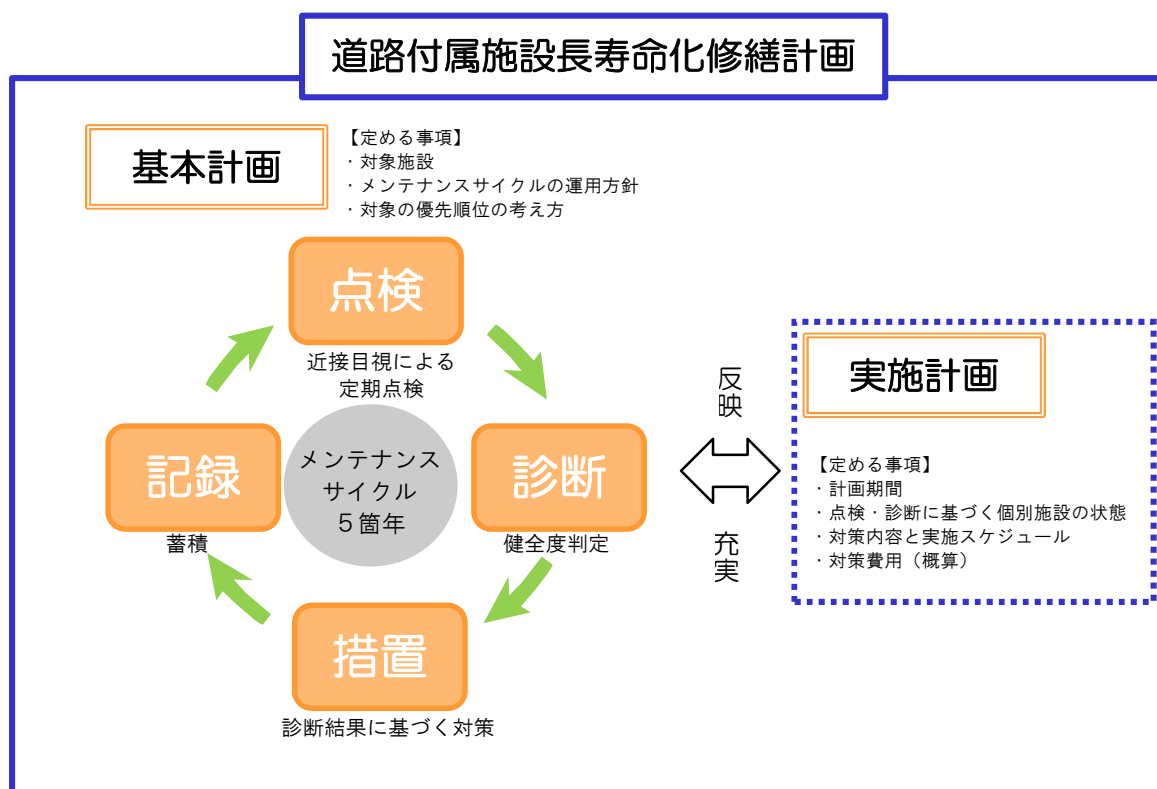 道路付属施設長寿命化修繕計画
基本計画
【定める事項】
・対象施設
・メンテナンスサイクルの運用方針
・対象の優先順位の考え方
点検
近接目視による
定期点検
診断
健全度判定
措置
診断結果に基づく対策
記録
蓄積
メンテナンス
サイクル
５箇年
反映
充実
実施計画
【定める事項】
・計画期間
・点検・診断に基づく個別施設の状態
・対策内容と実施スケジュール
・対策費用（概算）